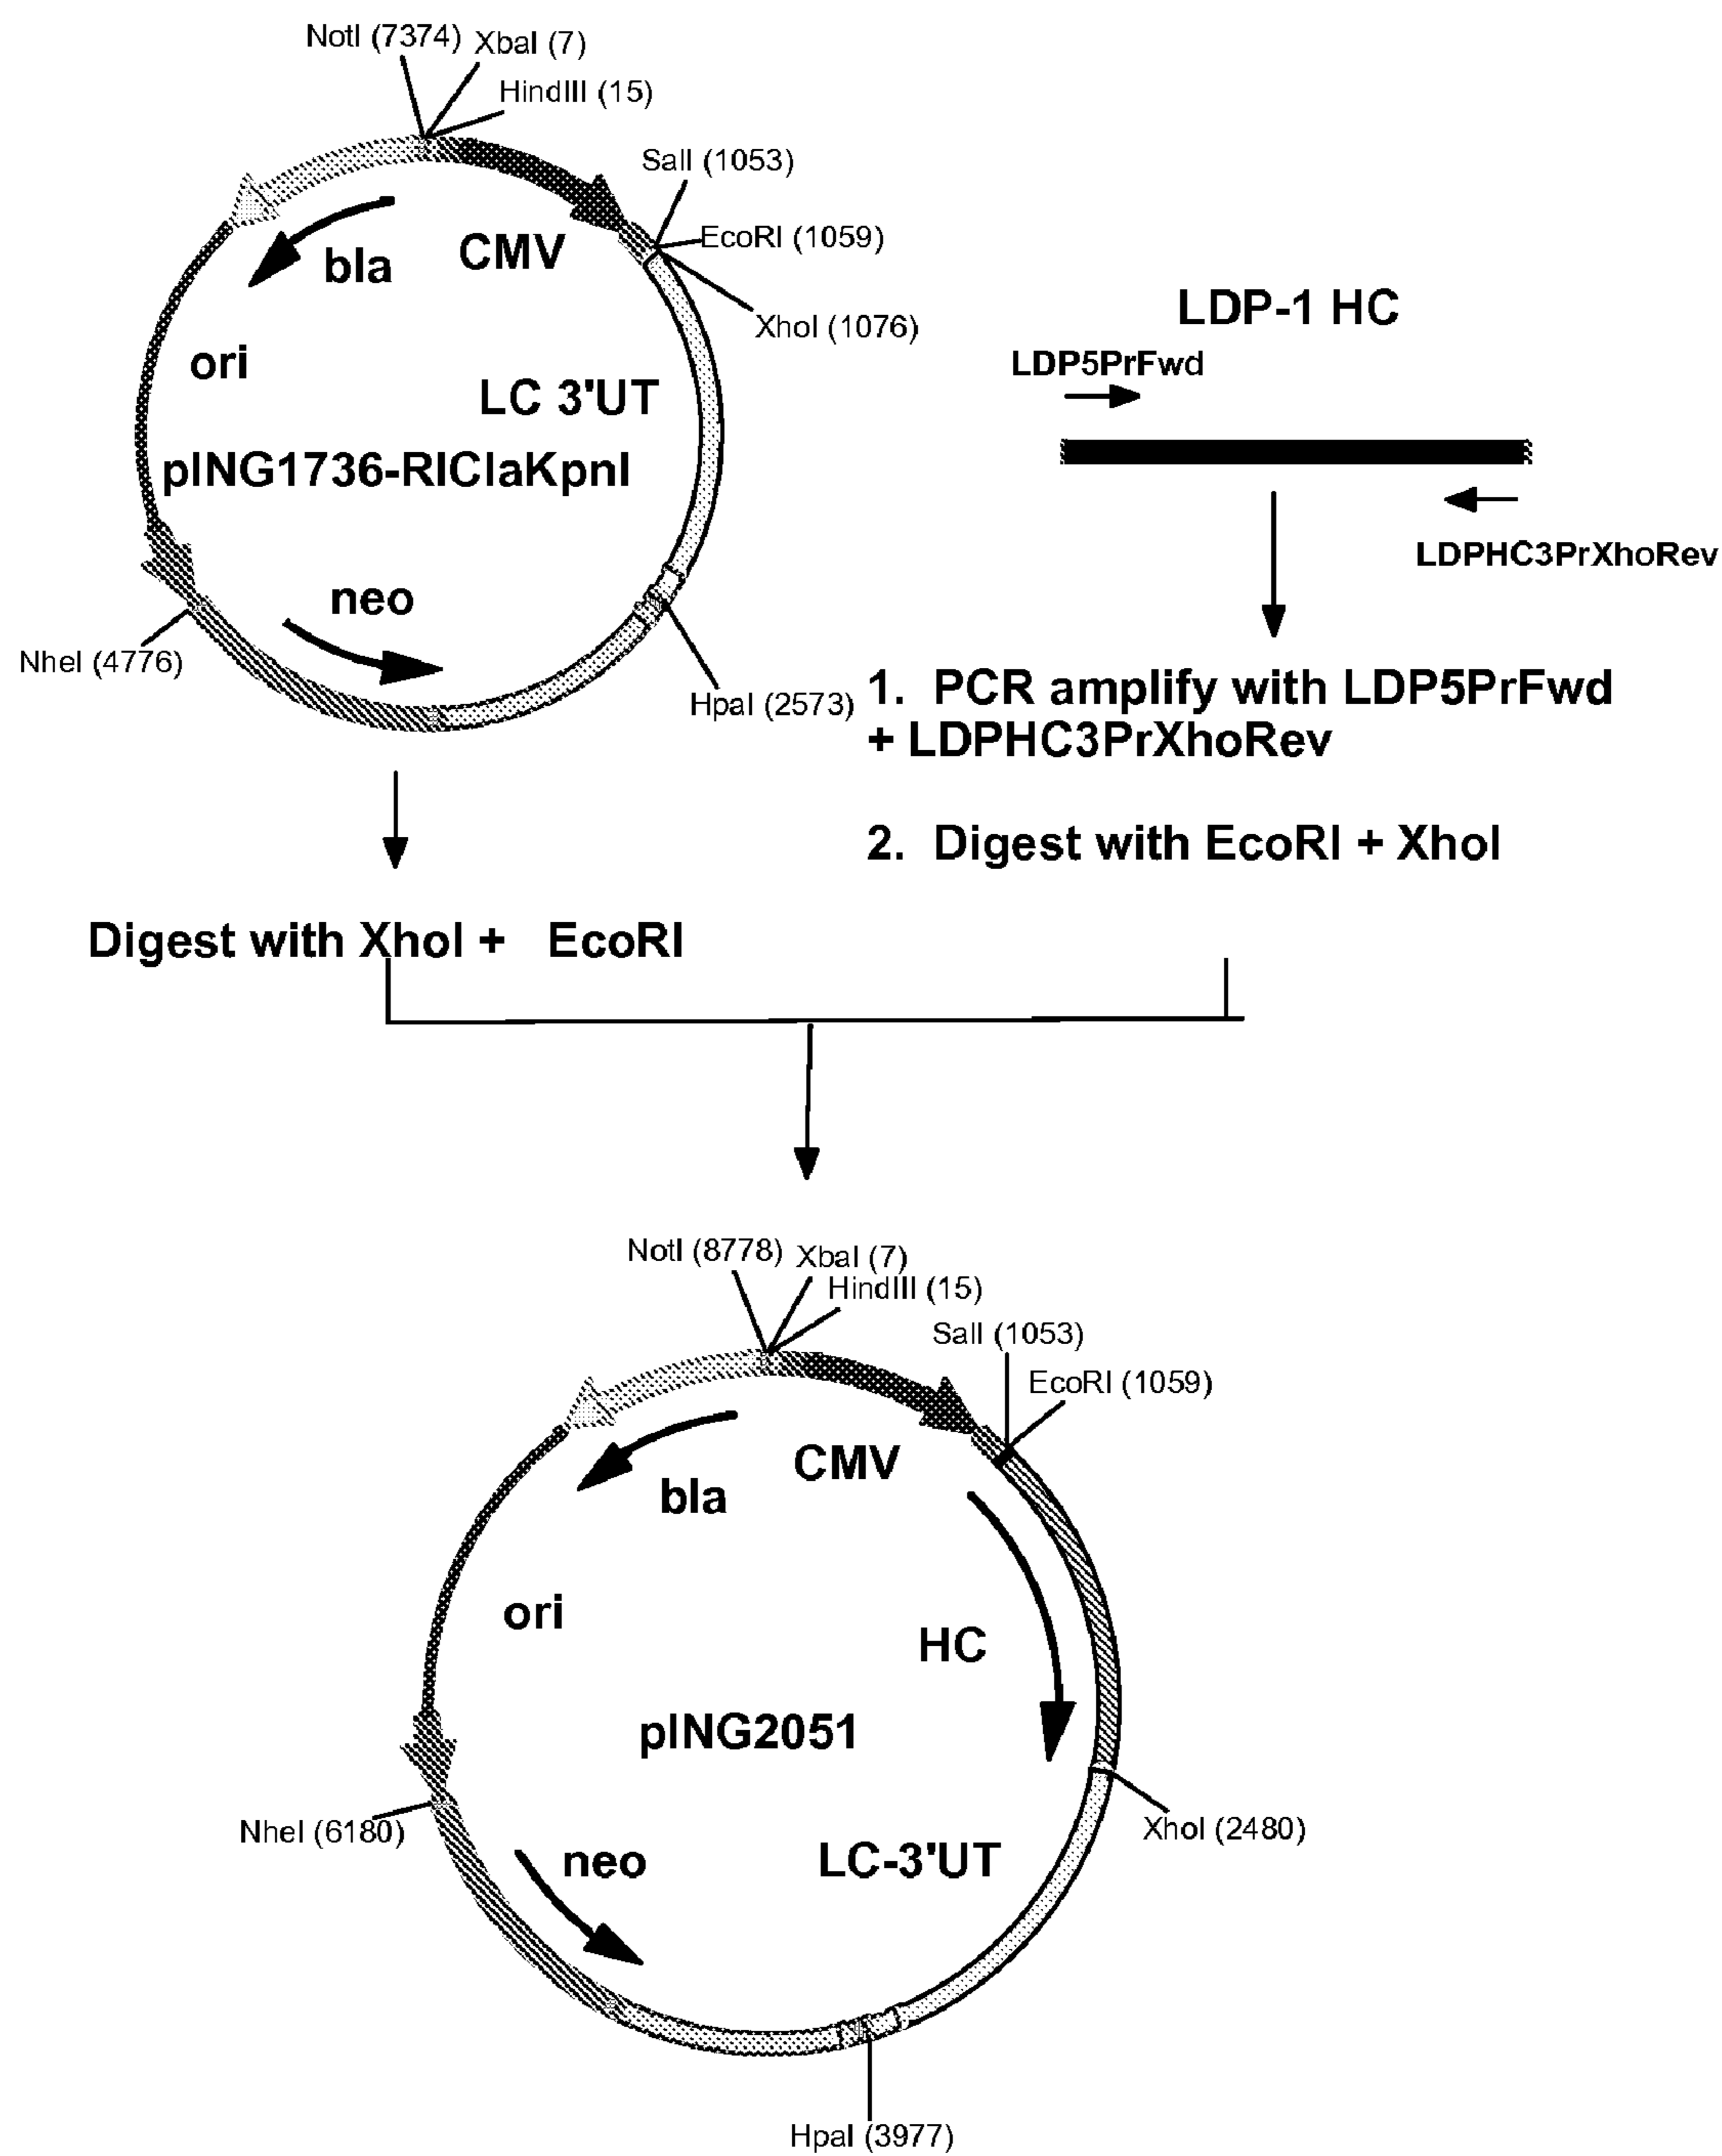 NotI (7374)
XbaI (7)
HindIII (15)
SalI (1053)
EcoRI (1059)
XhoI (1076)
bla
CMV
ori
LC 3'UT
pING1736-RIClaKpnI
neo
NheI (4776)
HpaI (2573)
LDP-1 HC
LDP5PrFwd
LDPHC3PrXhoRev
1. PCR amplify with LDP5PrFwd
+ LDPHC3PrXhoRev
2. Digest with EcoRI + XhoI
Digest with XhoI + EcoRI
NotI (8778)
XbaI (7)
HindIII (15)
SalI (1053)
EcoRI (1059)
CMV
bla
ori
HC
pING2051
XhoI (2480)
NheI (6180)
neo
LC-3'UT
HpaI (3977)